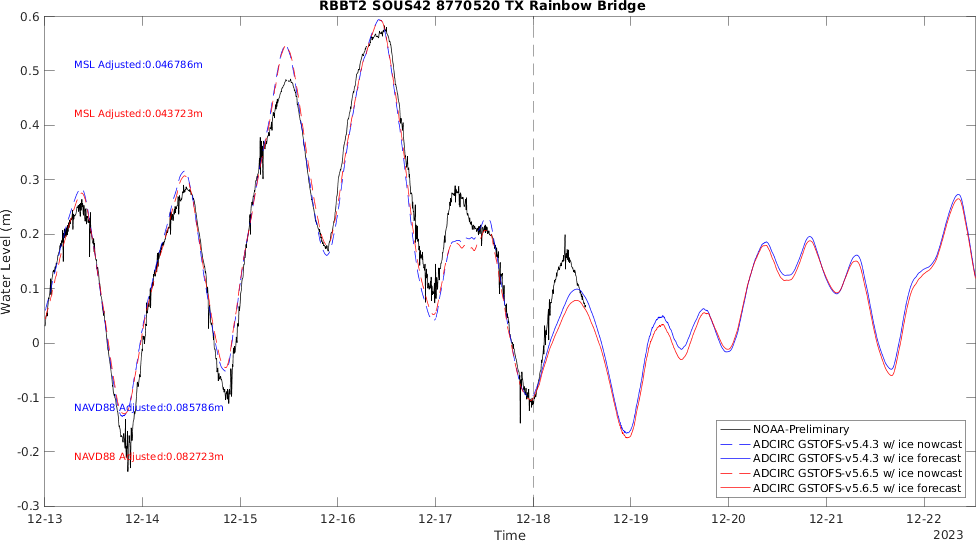 RBBT2 SOUS42 8770520 TX Rainbow Bridge
0.6
0.5
0.4
0.3
0.2
0.1
0
-0.1
-0.2
-0.3
Water Level (m)
MSL Adjusted:0.046786m
MSL Adjusted:0.043723m
NAVD88 Adjusted:0.085786m
NAVD88 Adjusted:0.082723m
NOAA-Preliminary
ADCIRC GSTOFS-v5.4.3 w/ ice nowcast
ADCIRC GSTOFS-v5.4.3 w/ ice forecast
ADCIRC GSTOFS-v5.6.5 w/ ice nowcast
ADCIRC GSTOFS-v5.6.5 w/ ice forecast
12-13 12-14 12-15 12-16 12-17 12-18 12-19 12-20 12-21 12-22
Time
2023